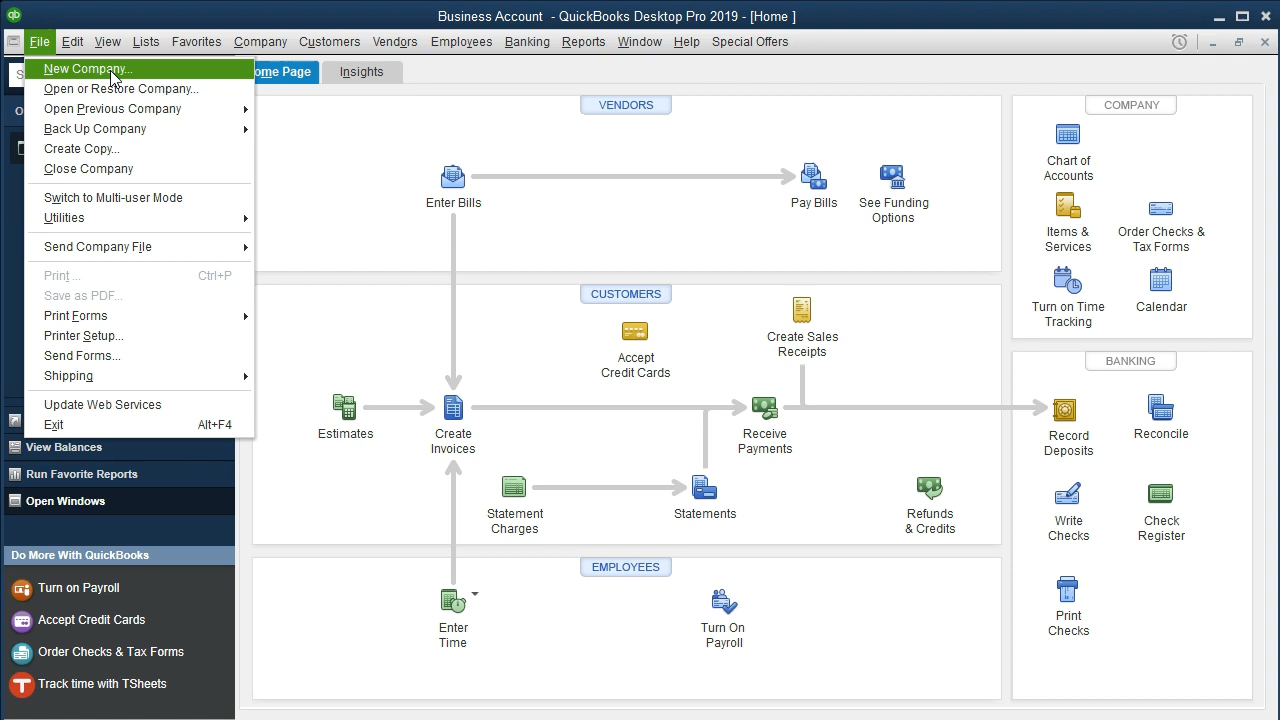 Business Account - QuickBooks Desktop Pro 2019 - [Home ]
File Edit View Lists Favorites Company Customers Vendors Employees Banking Reports Window Help Special Offers
New Company...
Open or Restore Company...
Open Previous Company
Back Up Company
Create Copy...
Close Company
Switch to Multi-user Mode
Utilities
Send Company File
Print ... Ctrl+P
Save as PDF...
Print Forms
Printer Setup...
Send Forms...
Shipping
Update Web Services
Exit Alt+F4
View Balances
Run Favorite Reports
Open Windows
Do More With QuickBooks
Turn on Payroll
Accept Credit Cards
Order Checks & Tax Forms
Track time with TSheets
ome Page
Insights
VENDORS
Enter Bills
Pay Bills
See Funding
Options
CUSTOMERS
Accept
Credit Cards
Create Sales
Receipts
Estimates
Create
Invoices
Receive
Payments
Statement
Charges
Statements
Refunds
& Credits
EMPLOYEES
Enter
Time
Turn On
Payroll
COMPANY
Chart of
Accounts
Items &
Services
Order Checks &
Tax Forms
Turn on Time
Tracking
Calendar
BANKING
Record
Deposits
Reconcile
Write
Checks
Check
Register
Print
Checks